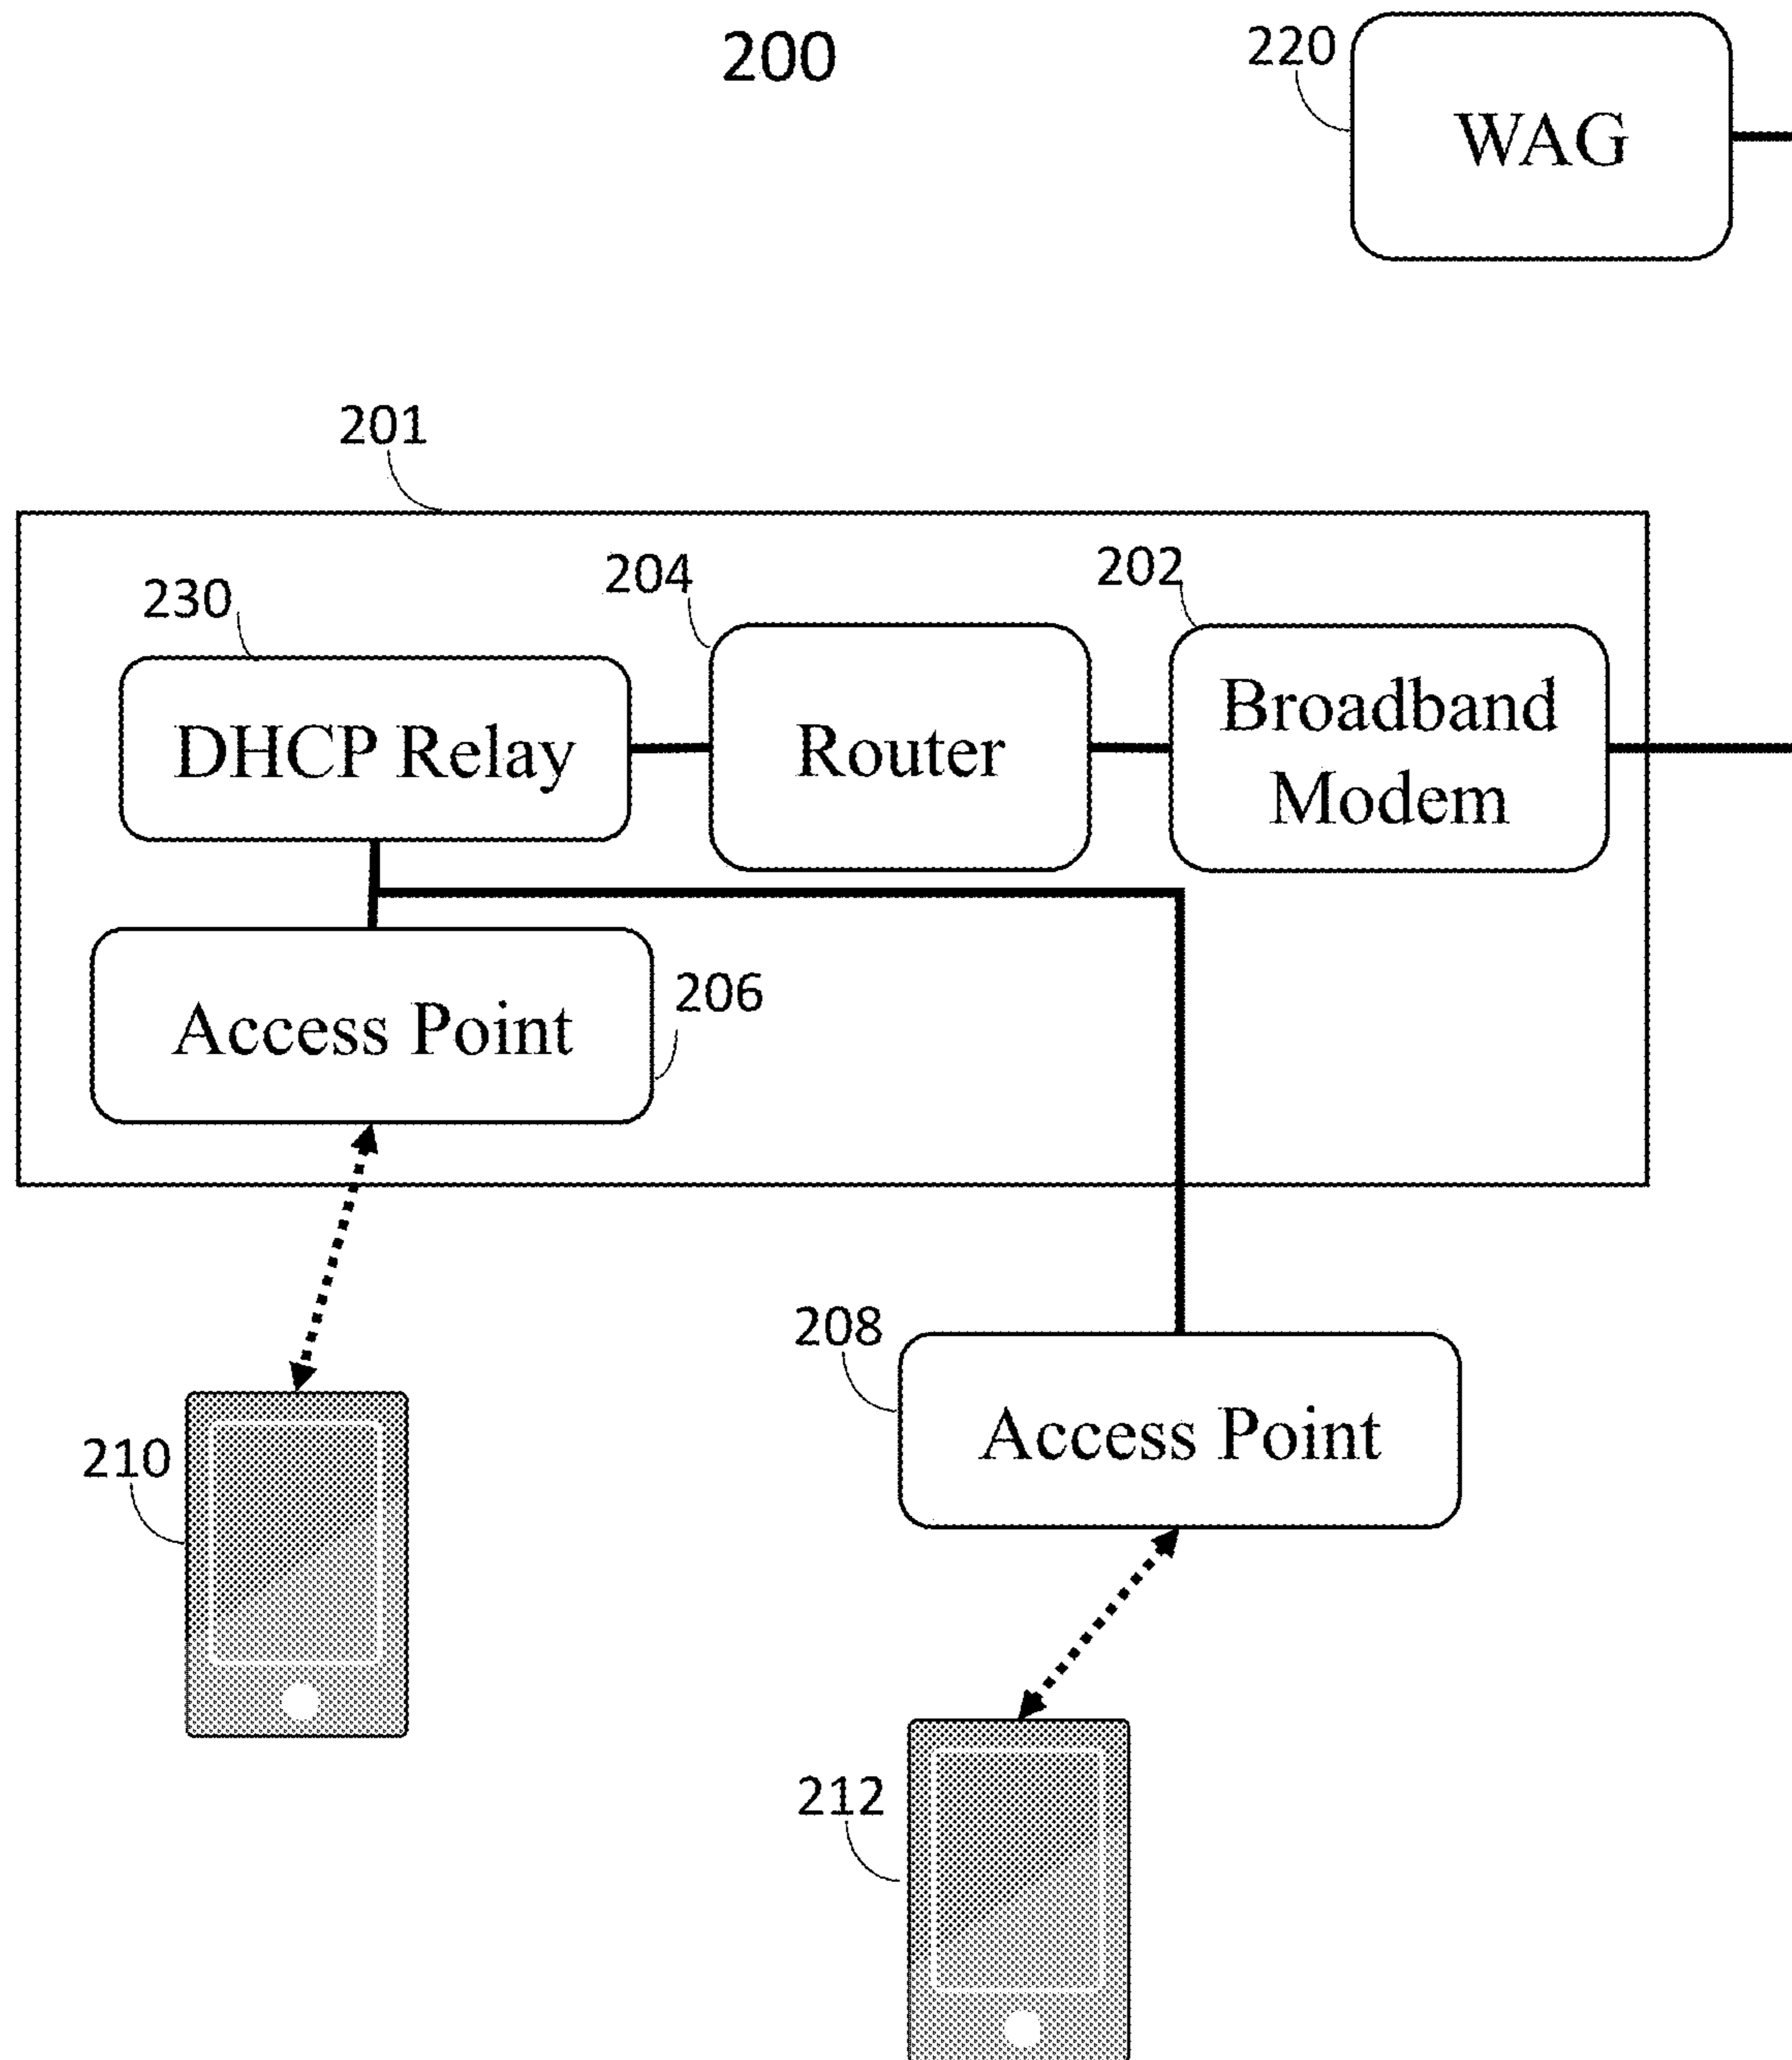 200
220
WAG
201
230
204
202
DHCP Relay
Router
Broadband
Modem
Access Point
206
208
Access Point
210
212